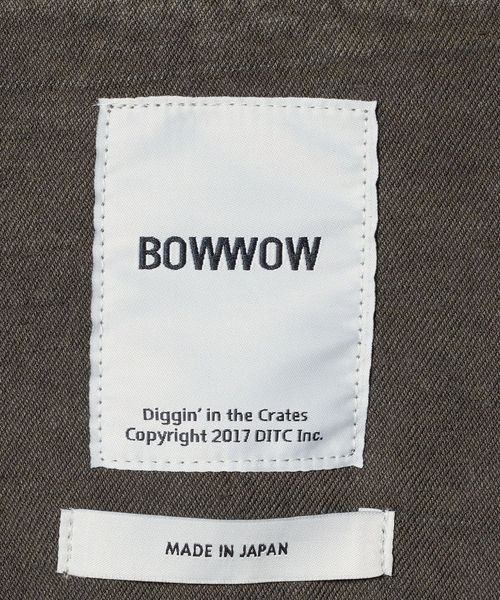 BOWWOW
Diggin' in the Crates
Copyright 2017 DITC Inc.
MADE IN JAPAN